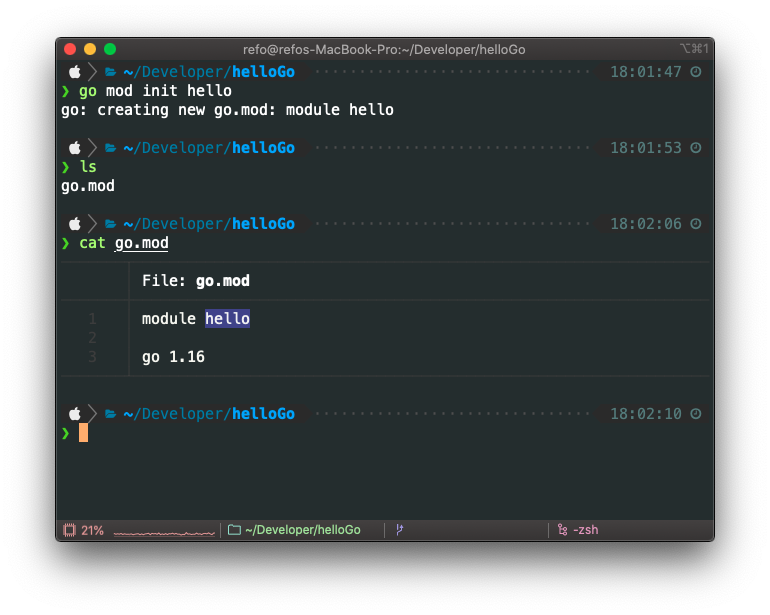 refo@refos-MacBook-Pro:~/Developer/helloGo ⌥⌘1
~/Developer/helloGo 18:01:47
❯ go mod init hello
go: creating new go.mod: module hello
~/Developer/helloGo 18:01:53
❯ ls
go.mod
~/Developer/helloGo 18:02:06
❯ cat go.mod
File: go.mod
1 module hello
2
3 go 1.16
~/Developer/helloGo 18:02:10
❯
21% ~/Developer/helloGo -zsh